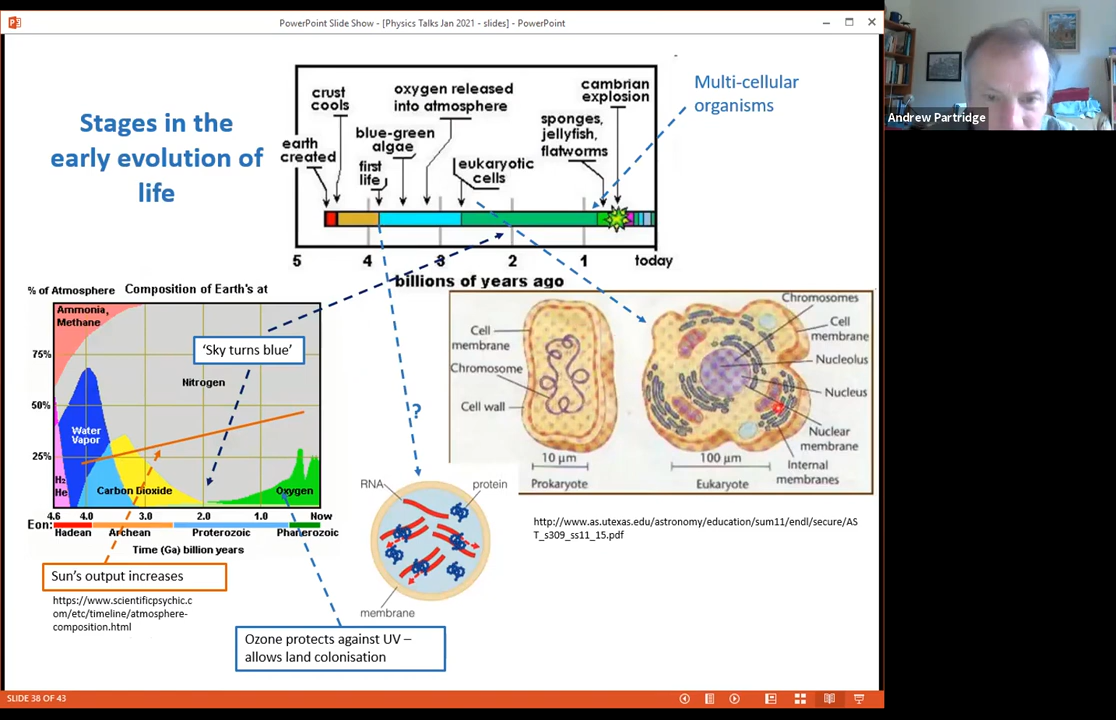 PowerPoint Slide Show - [Physics Talks Jan 2021 - slides] - PowerPoint
Andrew Partridge
Stages in the
early evolution of
life
crust
cools
oxygen released
into atmosphere
cambrian
explosion
Multi-cellular
organisms
earth
created
blue-green
algae
first
life
eukaryotic
cells
sponges,
jellyfish,
flatworms
5 4 3 2 1 today
billions of years ago
% of Atmosphere Composition of Earth's at
Ammonia,
Methane
75%
50%
25%
'Sky turns blue'
Nitrogen
Water
Vapor
H2
He
Carbon Dioxide
Oxygen
4.6 4.0 3.0 2.0 1.0 Now
Eon:
Hadean Archean Proterozoic Phanerozoic
Time (Ga) billion years
Sun's output increases
https://www.scientificpsychic.c
om/etc/timeline/atmosphere-
composition.html
?
RNA
protein
membrane
Ozone protects against UV –
allows land colonisation
Cell
membrane
Chromosome
Cell wall
10 µm
Prokaryote
Chromosomes
Cell
membrane
Nucleolus
Nucleus
Nuclear
membrane
Internal
membranes
100 µm
Eukaryote
http://www.as.utexas.edu/astronomy/education/sum11/endl/secure/AS
T_s309_ss11_15.pdf
SLIDE 38 OF 43